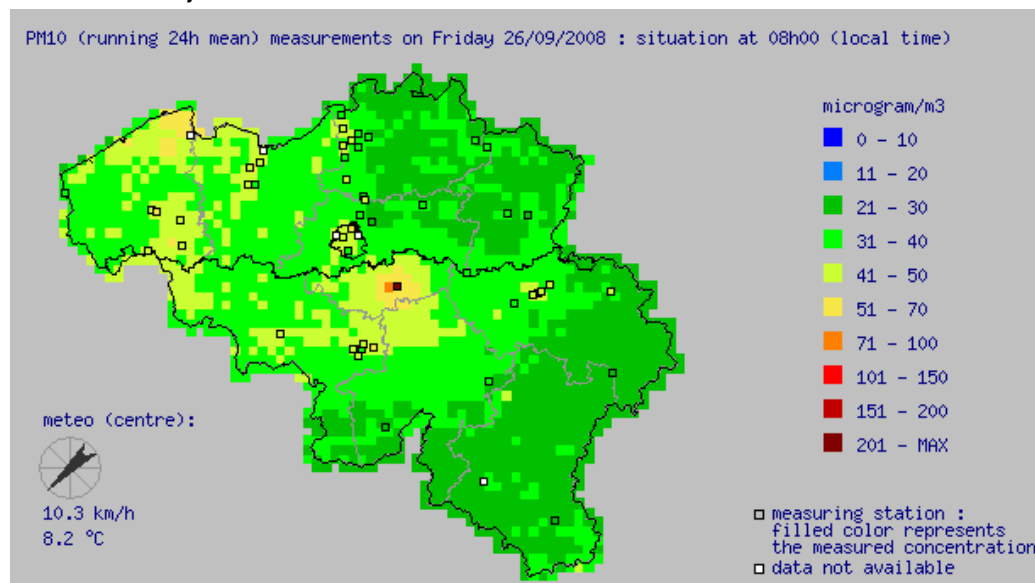 PM10 (running 24h mean) measurements on Friday 26/09/2008 : situation at 08h00 (local time)
microgram/m3
0 - 10
11 - 20
21 - 30
31 - 40
41 - 50
51 - 70
71 - 100
101 - 150
151 - 200
201 - MAX
meteo (centre):
10.3 km/h
8.2 °C
measuring station :
filled color represents
the measured concentration
data not available